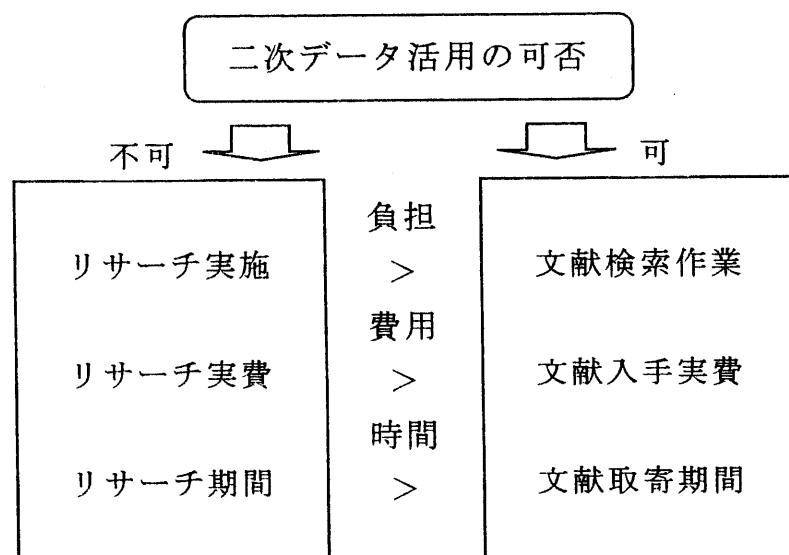 二次データ活用の可否
不可
可
負担
リサーチ実施 > 文献検索作業
費用
リサーチ実費 > 文献入手実費
時間
リサーチ期間 > 文献取寄期間